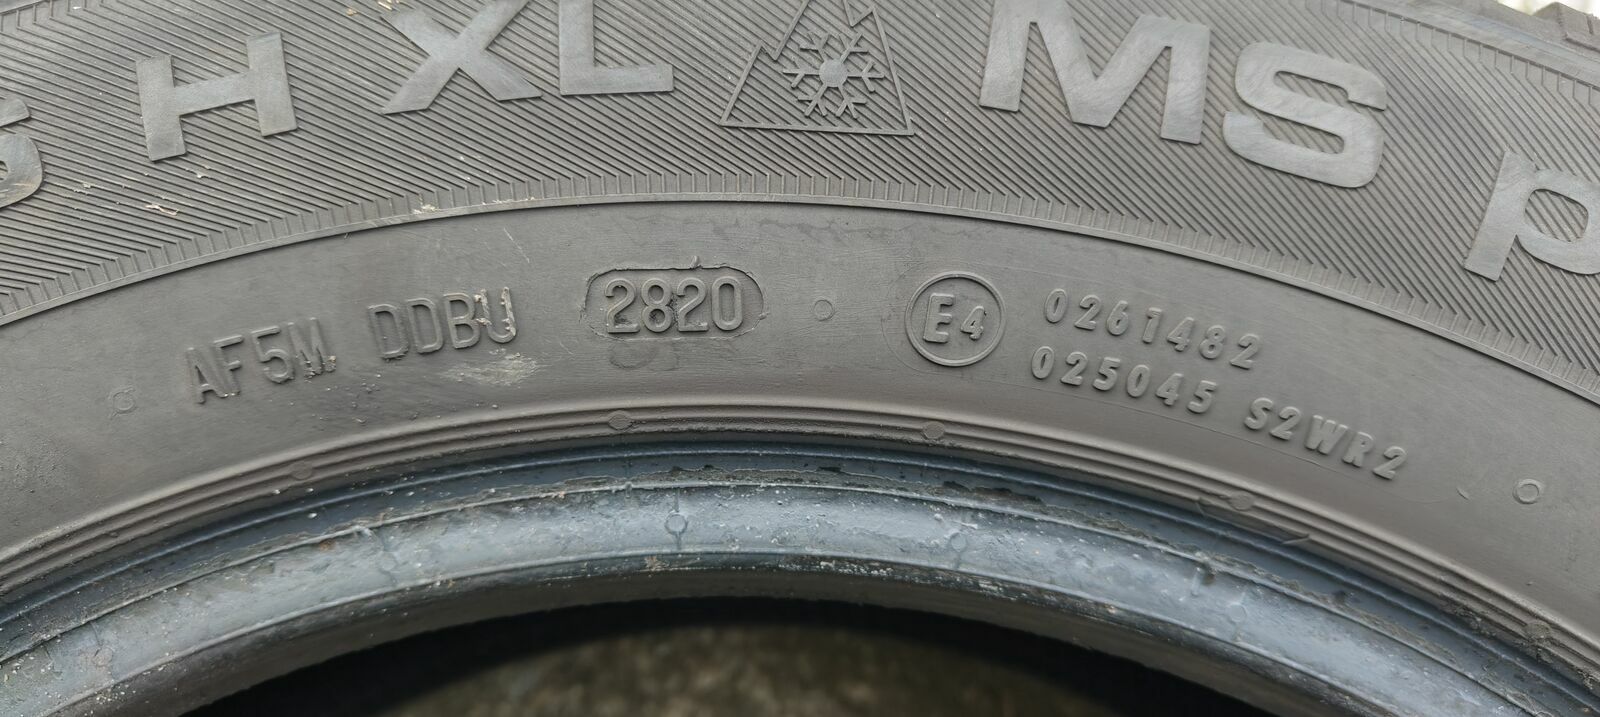 H XL MS
AF5M DDBU 2820 E4 0261482
025045 S2WR2